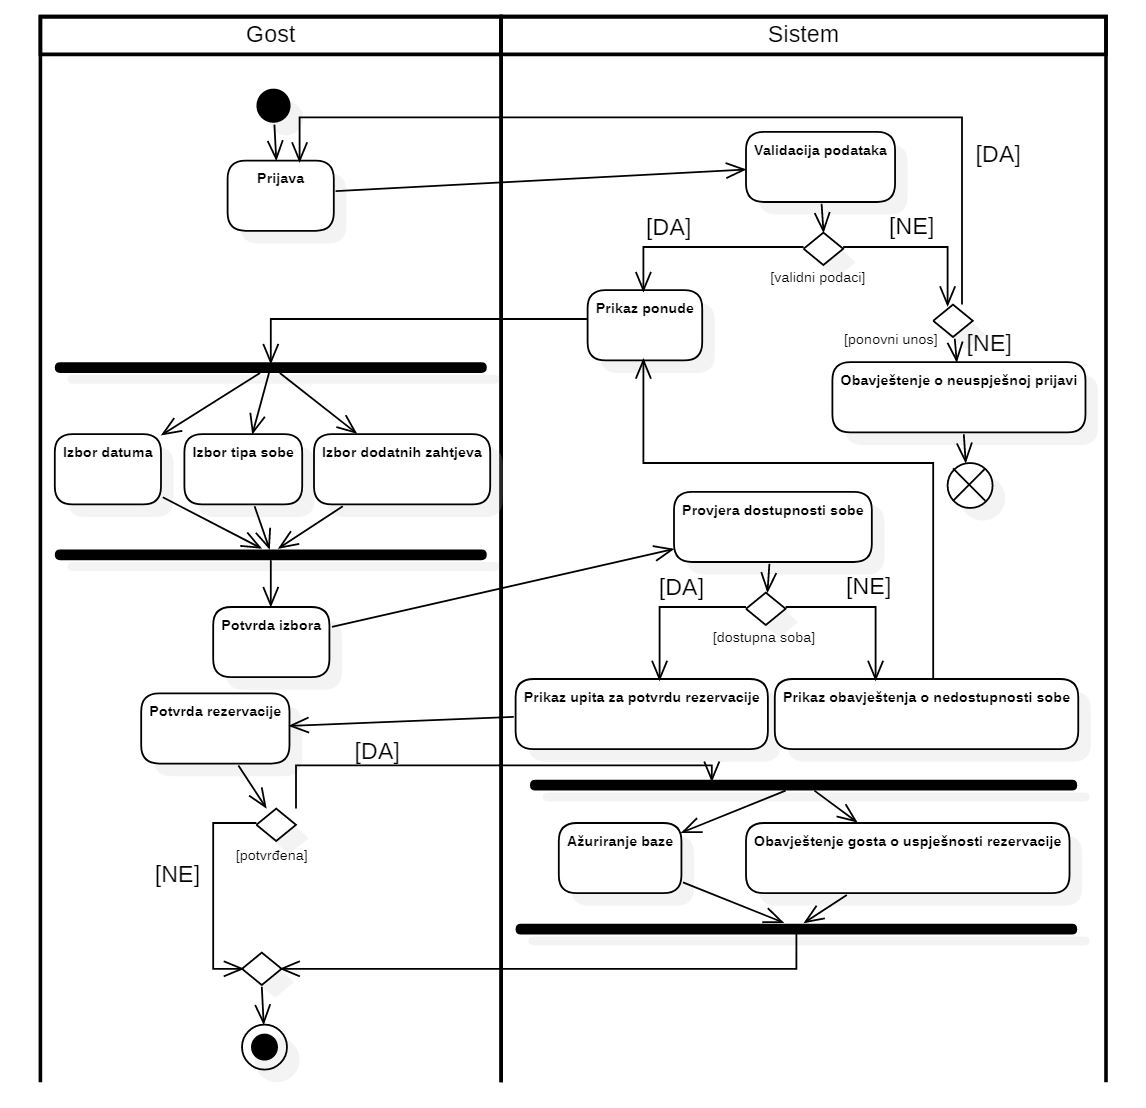 Gost
Sistem
Validacija podataka
[DA]
Prijava
[DA]
[NE]
[validni podaci]
Prikaz ponude
[ponovni unos]
[NE]
Obavještenje o neuspješnoj prijavi
Izbor datuma
Izbor tipa sobe
Izbor dodatnih zahtjeva
Provjera dostupnosti sobe
[DA]
[NE]
Potvrda izbora
[dostupna soba]
Potvrda rezervacije
Prikaz upita za potvrdu rezervacije
Prikaz obavještenja o nedostupnosti sobe
[DA]
Ažuriranje baze
Obavještenje gosta o uspješnosti rezervacije
[potvrđena]
[NE]